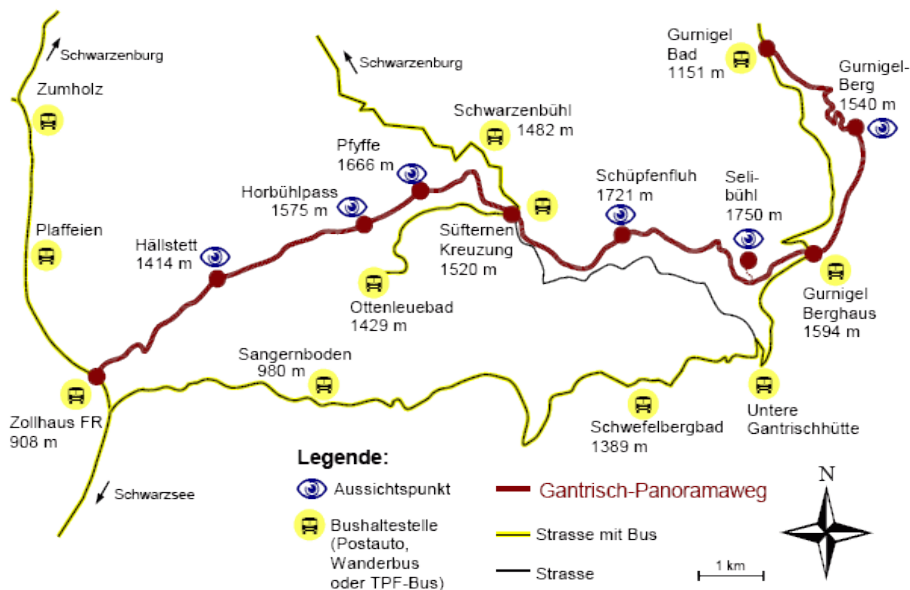 Schwarzenburg
Zumholz
Plaffeien
Hällstett
1414 m
Horbühlpass
1575 m
Pfyffe
1666 m
Schwarzenburg
Schwarzenbühl
1482 m
Süfternen
Kreuzung
1520 m
Ottenleuebad
1429 m
Schüpfenfluh
1721 m
Seli-
bühl
1750 m
Gurnigel
Bad
1151 m
Gurnigel-
Berg
1540 m
Gurnigel
Berghaus
1594 m
Untere
Gantrischhütte
Schwefelbergbad
1389 m
Sangernboden
980 m
Zollhaus FR
908 m
Schwarzsee
Legende:
Aussichtspunkt
Bushaltestelle
(Postauto,
Wanderbus
oder TPF-Bus)
Gantrisch-Panoramaweg
Strasse mit Bus
Strasse
1 km
N